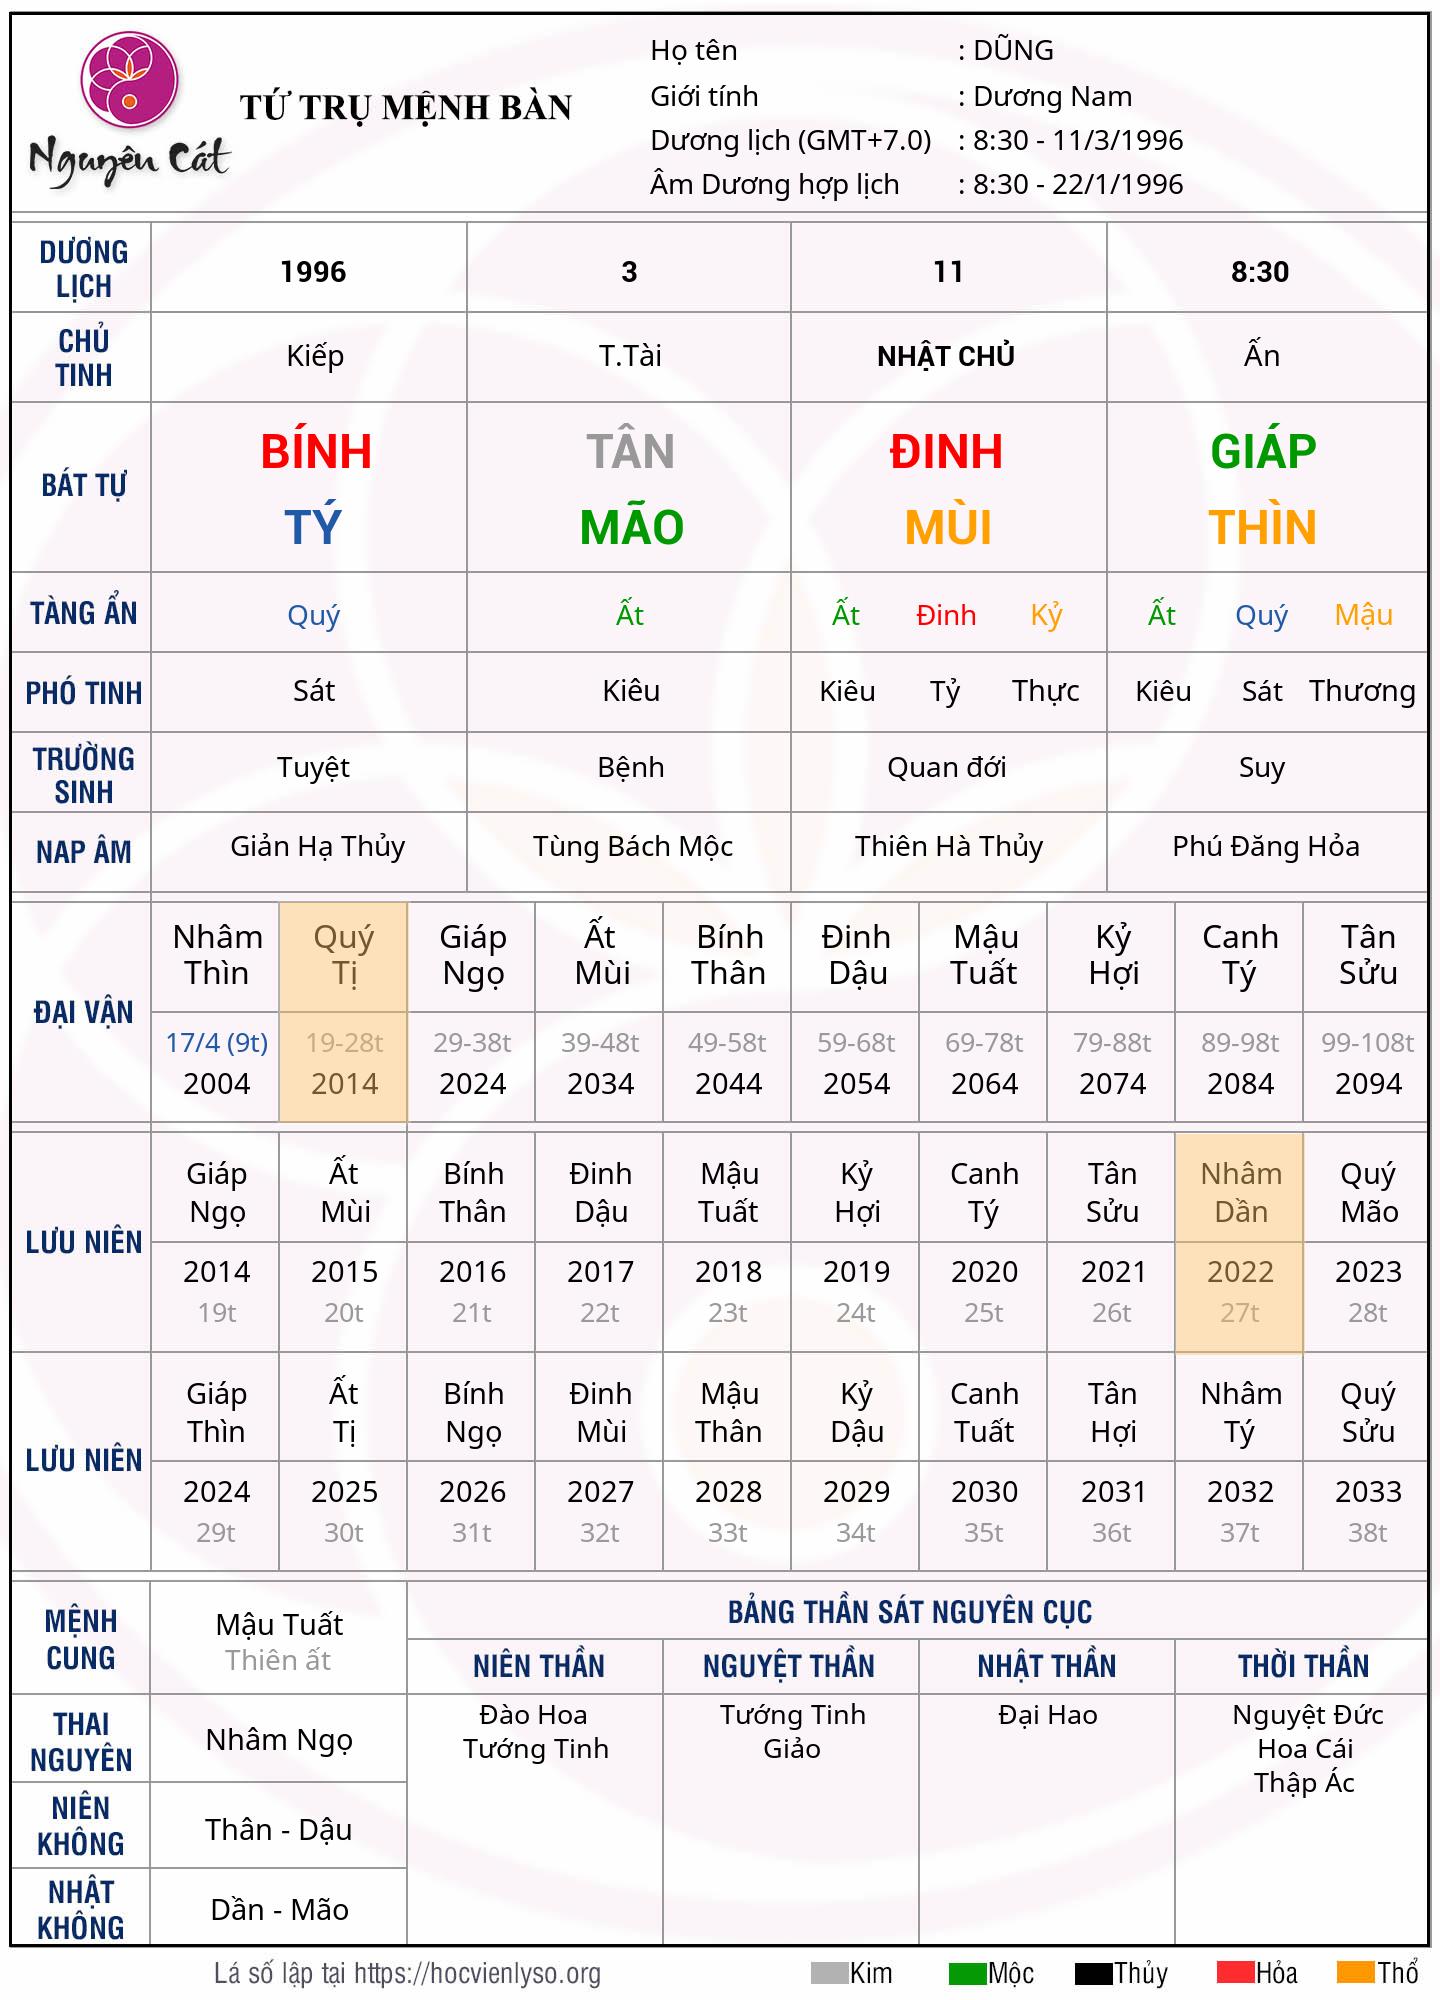 Nguyên Cát
TỨ TRỤ MỆNH BÀN
Họ tên : DŨNG
Giới tính : Dương Nam
Dương lịch (GMT+7.0) : 8:30 - 11/3/1996
Âm Dương hợp lịch : 8:30 - 22/1/1996
DƯƠNG LỊCH 1996 3 11 8:30
CHỦ TINH Kiếp T.Tài NHẬT CHỦ Ấn
BÁT TỰ
BÍNH TÂN ĐINH GIÁP
TÝ MÃO MÙI THÌN
TÀNG ẨN Quý Ất Ất Đinh Kỷ Ất Quý Mậu
PHÓ TINH Sát Kiêu Kiêu Tỷ Thực Kiêu Sát Thương
TRƯỜNG SINH Tuyệt Bệnh Quan đới Suy
NAP ÂM Giản Hạ Thủy Tùng Bách Mộc Thiên Hà Thủy Phú Đăng Hỏa
ĐẠI VẬN
Nhâm Quý Giáp Ất Bính Đinh Mậu Kỷ Canh Tân
Thìn Tị Ngọ Mùi Thân Dậu Tuất Hợi Tý Sửu
17/4 (9t) 19-28t 29-38t 39-48t 49-58t 59-68t 69-78t 79-88t 89-98t 99-108t
2004 2014 2024 2034 2044 2054 2064 2074 2084 2094
LƯU NIÊN
Giáp Ất Bính Đinh Mậu Kỷ Canh Tân Nhâm Quý
Ngọ Mùi Thân Dậu Tuất Hợi Tý Sửu Dần Mão
2014 2015 2016 2017 2018 2019 2020 2021 2022 2023
19t 20t 21t 22t 23t 24t 25t 26t 27t 28t
LƯU NIÊN
Giáp Ất Bính Đinh Mậu Kỷ Canh Tân Nhâm Quý
Thìn Tị Ngọ Mùi Thân Dậu Tuất Hợi Tý Sửu
2024 2025 2026 2027 2028 2029 2030 2031 2032 2033
29t 30t 31t 32t 33t 34t 35t 36t 37t 38t
MỆNH CUNG
Mậu Tuất
Thiên ất
THAI NGUYÊN
Nhâm Ngọ
NIÊN KHÔNG
Thân - Dậu
NHẬT KHÔNG
Dần - Mão
BẢNG THẦN SÁT NGUYÊN CỤC
NIÊN THẦN NGUYỆT THẦN NHẬT THẦN THỜI THẦN
Đào Hoa Tướng Tinh Đại Hao Nguyệt Đức
Tướng Tinh Giảo Hoa Cái
Thập Ác
Lá số lập tại https://hocvienlyso.org Kim Mộc Thủy Hỏa Thổ